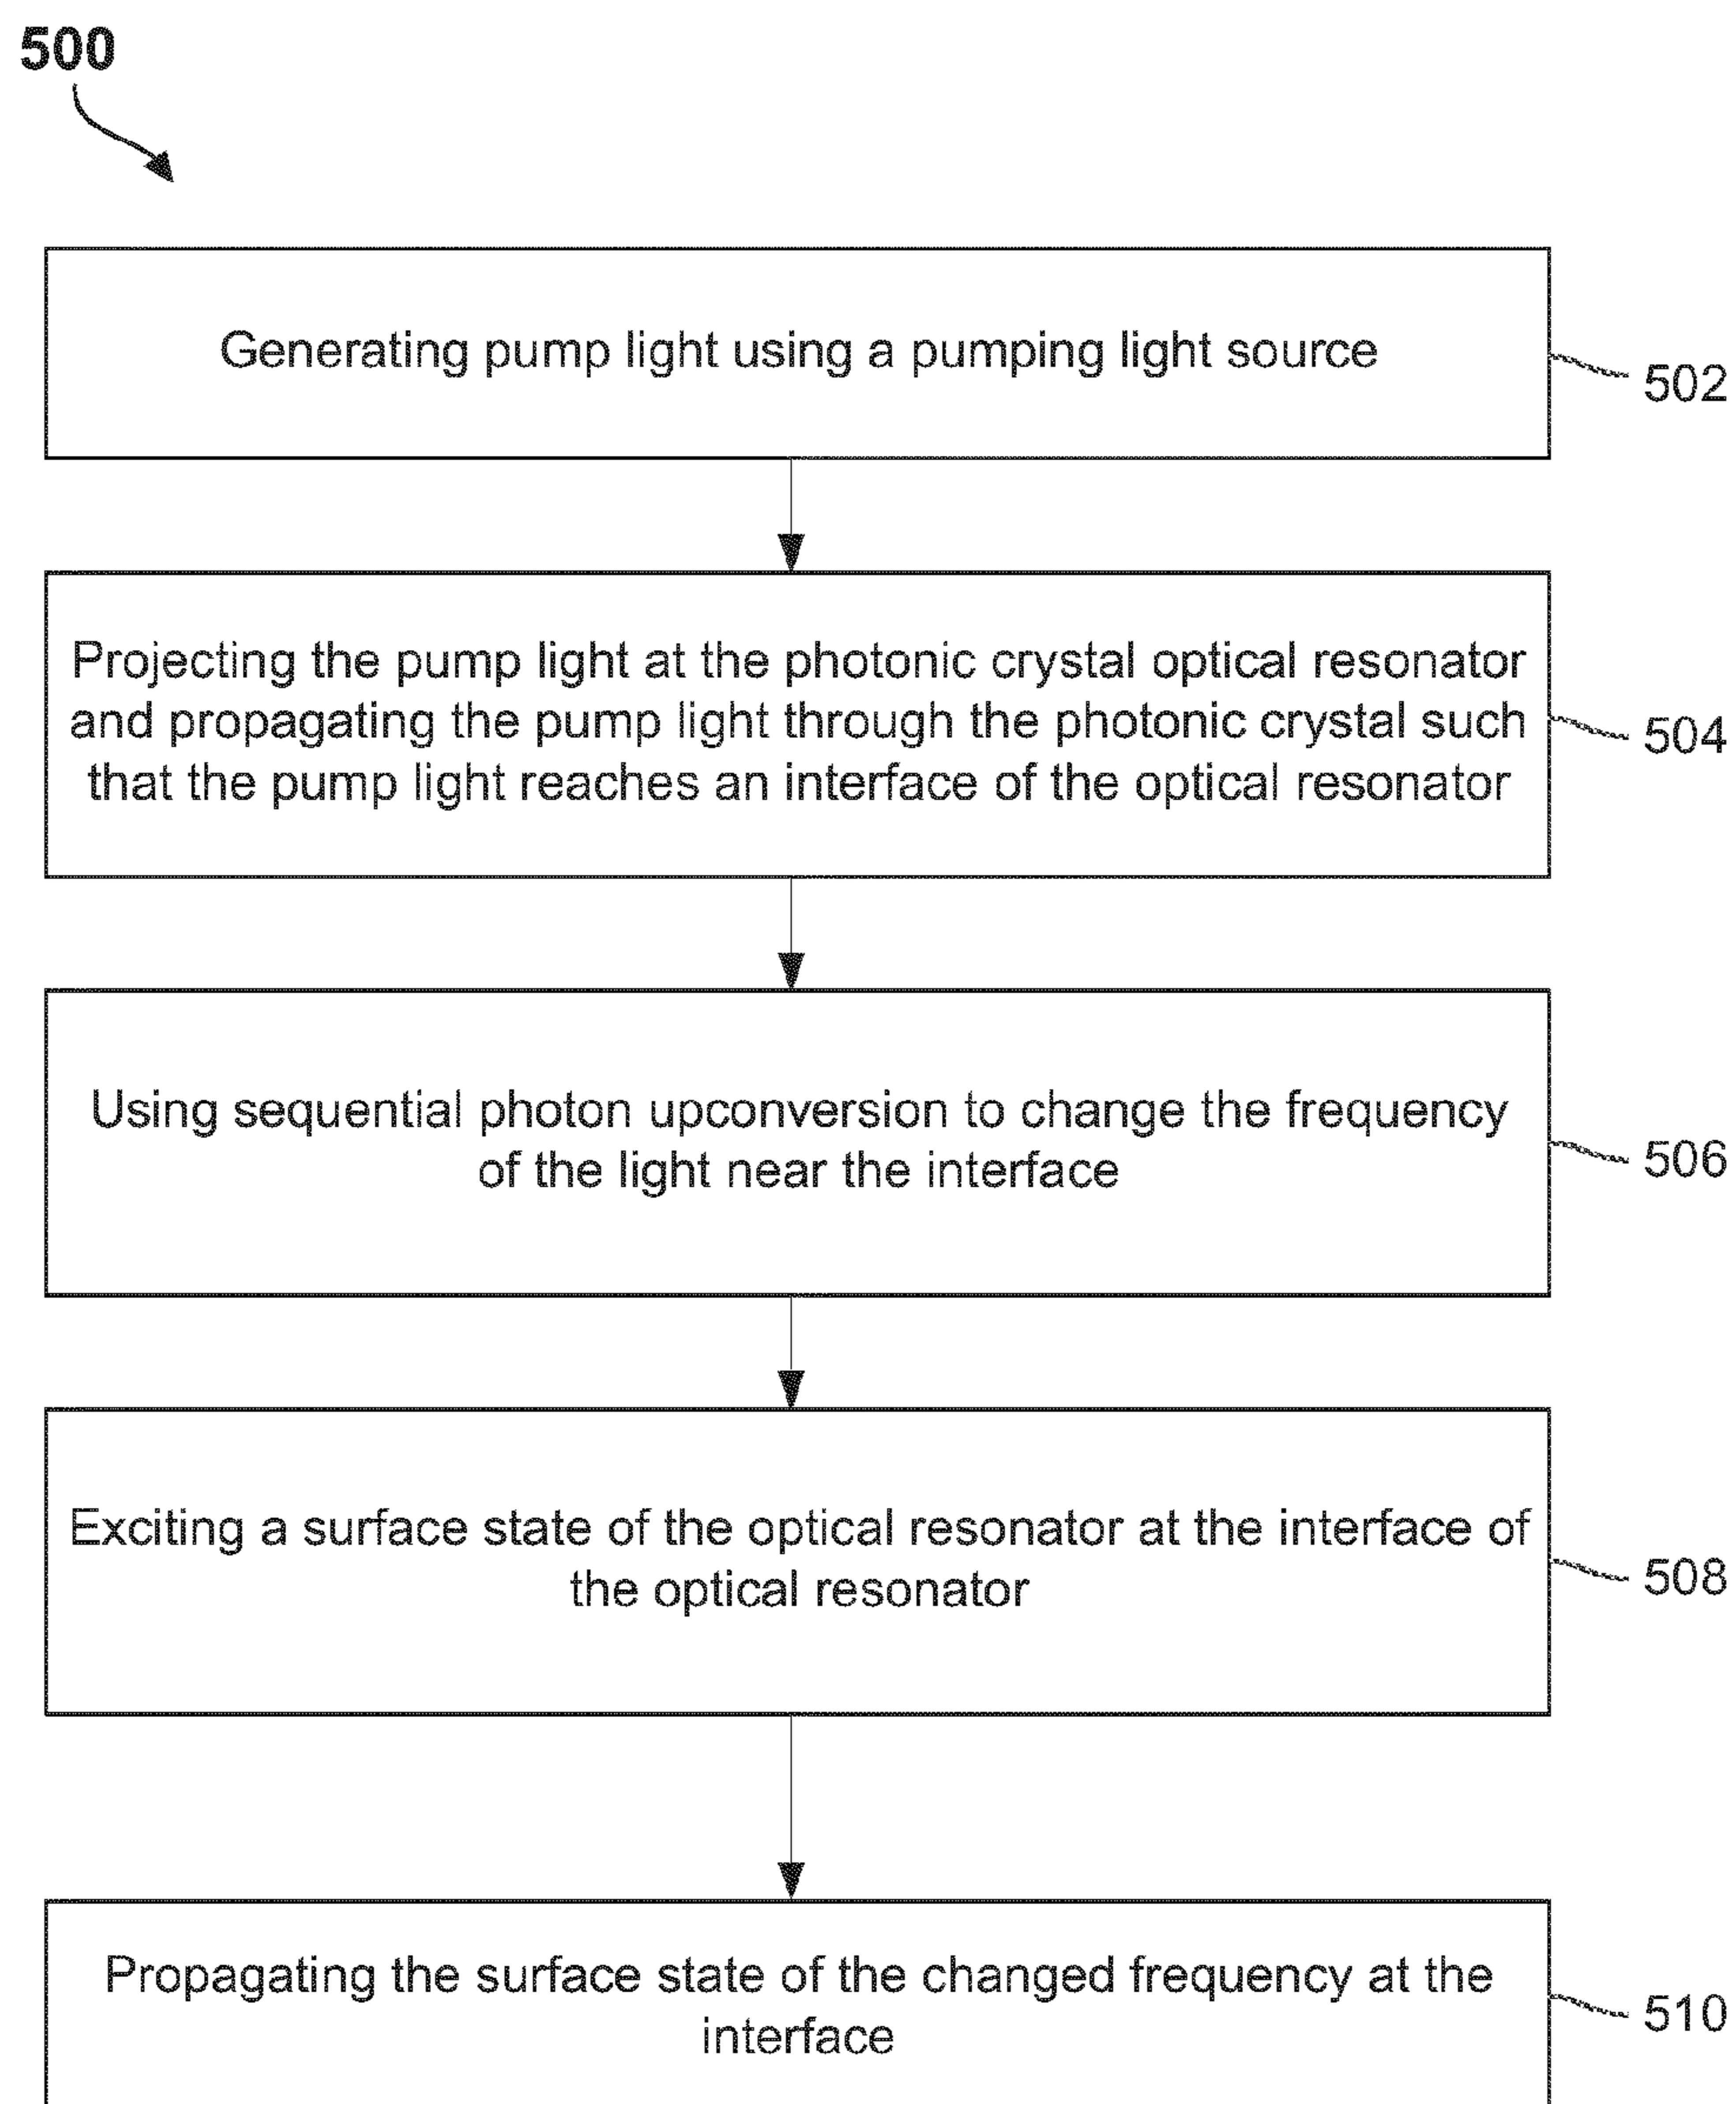 500
Generating pump light using a pumping light source
502
Projecting the pump light at the photonic crystal optical resonator
and propagating the pump light through the photonic crystal such
that the pump light reaches an interface of the optical resonator
504
Using sequential photon upconversion to change the frequency
of the light near the interface
506
Exciting a surface state of the optical resonator at the interface of
the optical resonator
508
Propagating the surface state of the changed frequency at the
interface
510